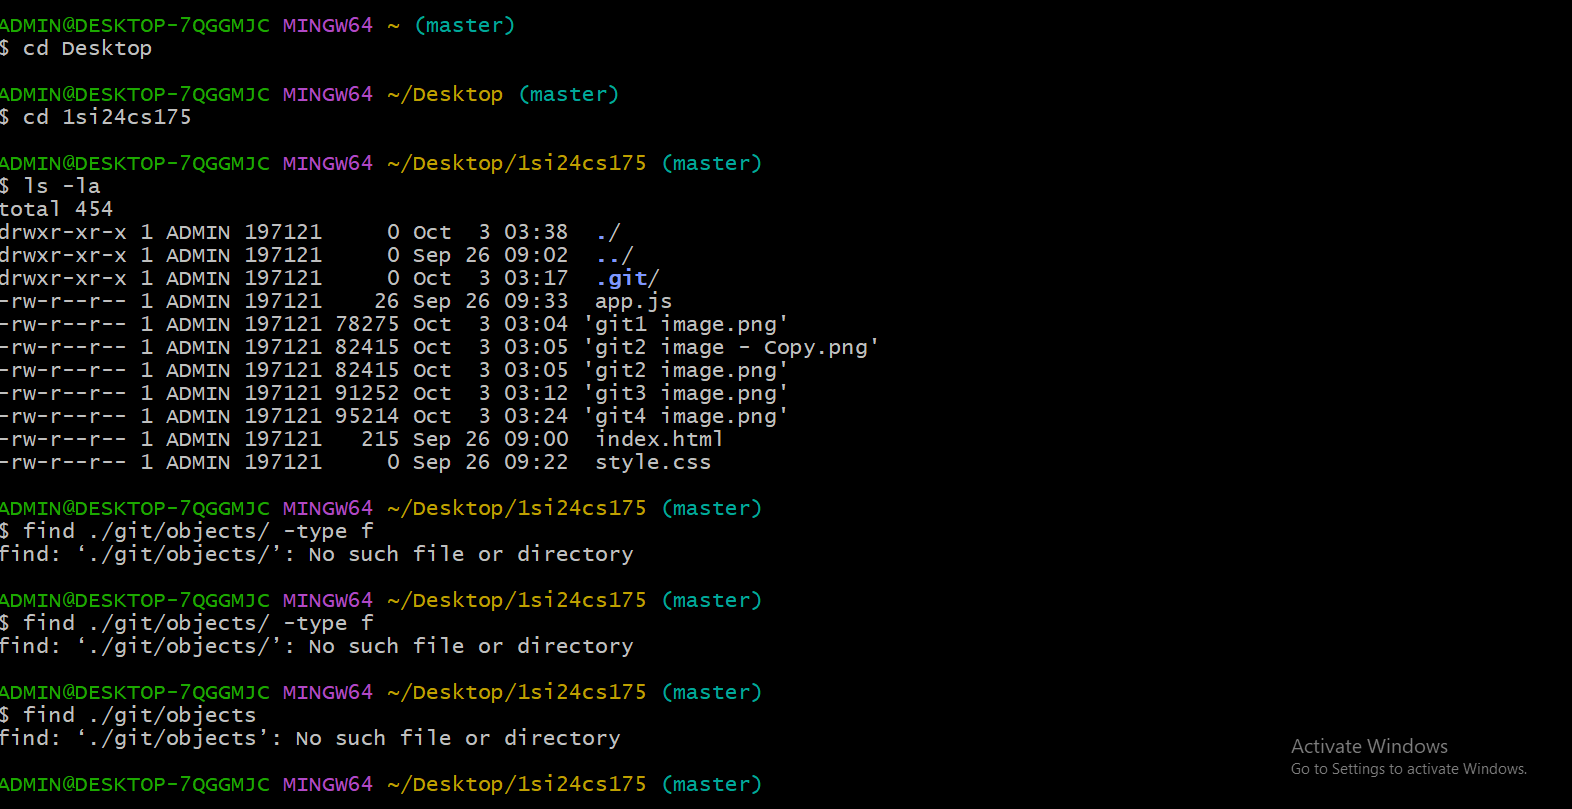 ADMIN@DESKTOP-7QGGMJC MINGW64 ~ (master)
$ cd Desktop
ADMIN@DESKTOP-7QGGMJC MINGW64 ~/Desktop (master)
$ cd 1si24cs175
ADMIN@DESKTOP-7QGGMJC MINGW64 ~/Desktop/1si24cs175 (master)
$ ls -la
total 454
drwxr-xr-x 1 ADMIN 197121     0 Oct  3 03:38  ./
drwxr-xr-x 1 ADMIN 197121     0 Sep 26 09:02  ../
drwxr-xr-x 1 ADMIN 197121     0 Oct  3 03:17  .git/
-rw-r--r-- 1 ADMIN 197121    26 Sep 26 09:33  app.js
-rw-r--r-- 1 ADMIN 197121 78275 Oct  3 03:04 'git1 image.png'
-rw-r--r-- 1 ADMIN 197121 82415 Oct  3 03:05 'git2 image - Copy.png'
-rw-r--r-- 1 ADMIN 197121 82415 Oct  3 03:05 'git2 image.png'
-rw-r--r-- 1 ADMIN 197121 91252 Oct  3 03:12 'git3 image.png'
-rw-r--r-- 1 ADMIN 197121 95214 Oct  3 03:24 'git4 image.png'
-rw-r--r-- 1 ADMIN 197121   215 Sep 26 09:00  index.html
-rw-r--r-- 1 ADMIN 197121     0 Sep 26 09:22  style.css
ADMIN@DESKTOP-7QGGMJC MINGW64 ~/Desktop/1si24cs175 (master)
$ find ./git/objects/ -type f
find: ‘./git/objects/’: No such file or directory
ADMIN@DESKTOP-7QGGMJC MINGW64 ~/Desktop/1si24cs175 (master)
$ find ./git/objects/ -type f
find: ‘./git/objects/’: No such file or directory
ADMIN@DESKTOP-7QGGMJC MINGW64 ~/Desktop/1si24cs175 (master)
$ find ./git/objects
find: ‘./git/objects’: No such file or directory
ADMIN@DESKTOP-7QGGMJC MINGW64 ~/Desktop/1si24cs175 (master)
Activate Windows
Go to Settings to activate Windows.